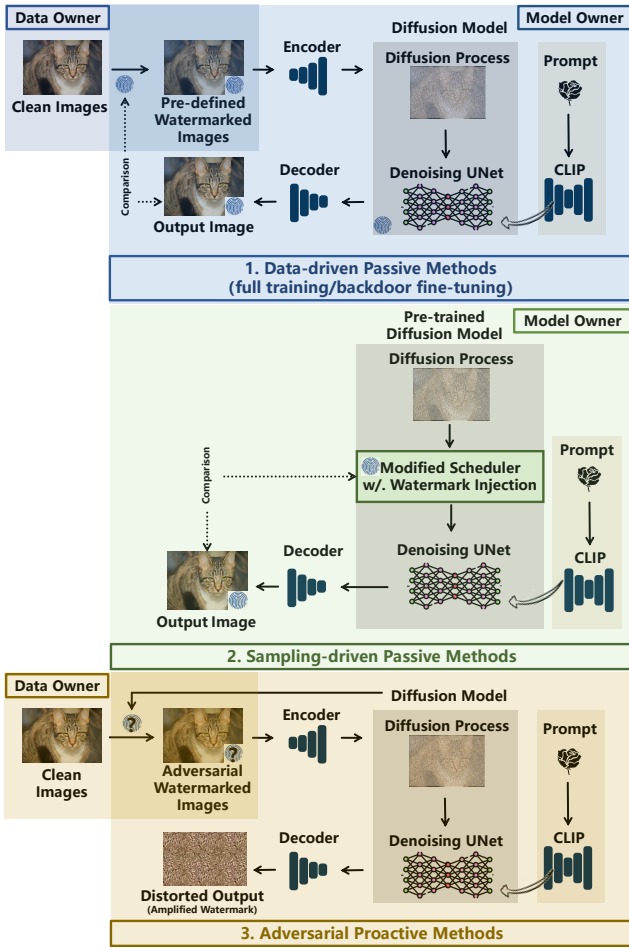 Data Owner
Model Owner
Diffusion Model
Encoder
Diffusion Process
Prompt
Clean Images
Pre-defined
Watermarked
Images
Comparison
Decoder
Denoising UNet
CLIP
Output Image
1. Data-driven Passive Methods
(full training/backdoor fine-tuning)
Pre-trained
Diffusion Model
Model Owner
Diffusion Process
Prompt
Comparison
Modified Scheduler
w/. Watermark Injection
Decoder
Denoising UNet
CLIP
Output Image
2. Sampling-driven Passive Methods
Data Owner
Diffusion Model
?
Encoder
Diffusion Process
Prompt
?
Clean
Images
Adversarial
Watermarked
Images
Decoder
Denoising UNet
CLIP
Distorted Output
(Amplified Watermark)
3. Adversarial Proactive Methods